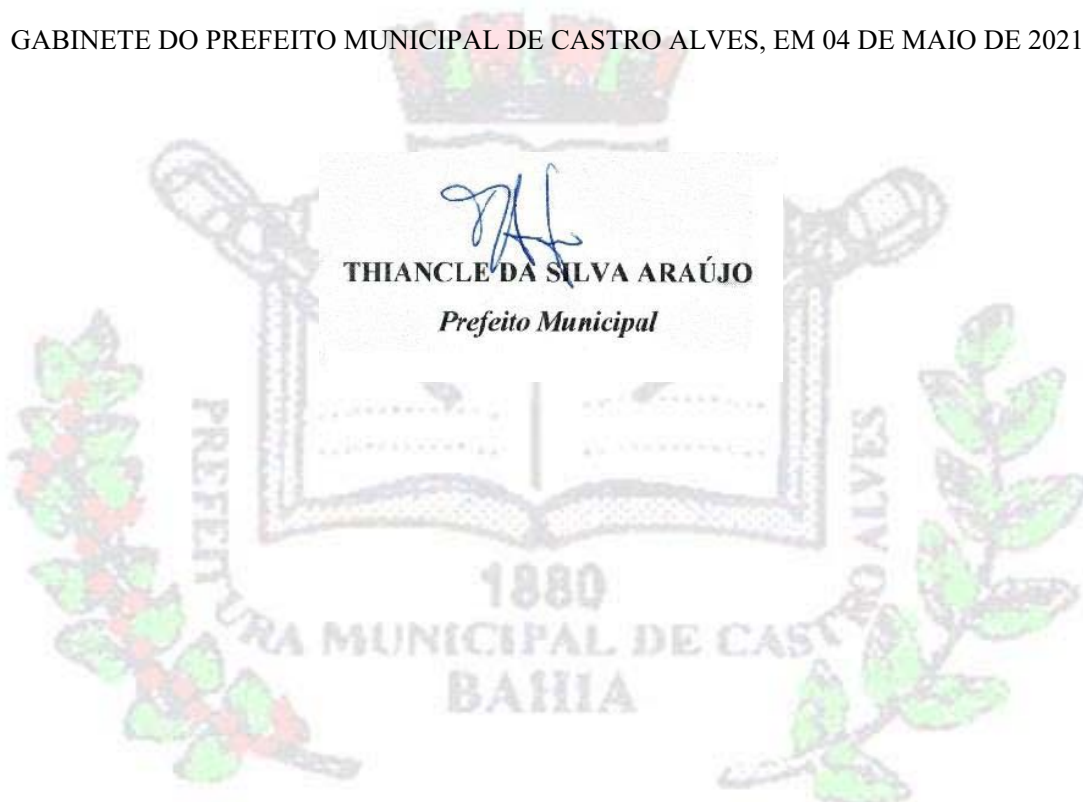 GABINETE DO PREFEITO MUNICIPAL DE CASTRO ALVES, EM 04 DE MAIO DE 2021
THIANCLE DA SILVA ARAÚJO
Prefeito Municipal
1880
PREFEITURA MUNICIPAL DE CASTRO ALVES
BAHIA